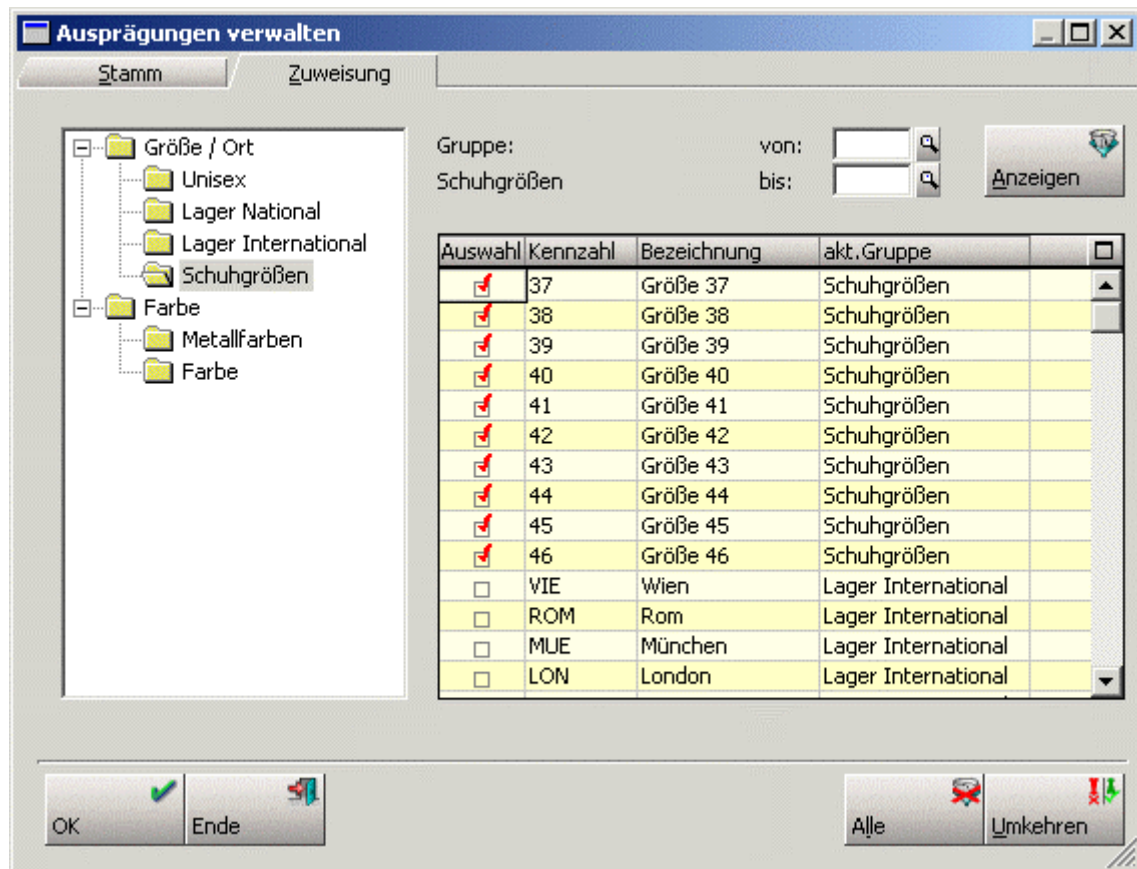 Ausprägungen verwalten
Stamm Zuweisung
Größe / Ort
Unisex
Lager National
Lager International
Schuhgrößen
Farbe
Metallfarben
Farbe
Gruppe: von:
Schuhgrößen bis:
Anzeigen
Auswahl Kennzahl Bezeichnung akt.Gruppe
37 Größe 37 Schuhgrößen
38 Größe 38 Schuhgrößen
39 Größe 39 Schuhgrößen
40 Größe 40 Schuhgrößen
41 Größe 41 Schuhgrößen
42 Größe 42 Schuhgrößen
43 Größe 43 Schuhgrößen
44 Größe 44 Schuhgrößen
45 Größe 45 Schuhgrößen
46 Größe 46 Schuhgrößen
VIE Wien Lager International
ROM Rom Lager International
MUE München Lager International
LON London Lager International
OK Ende Alle Umkehren